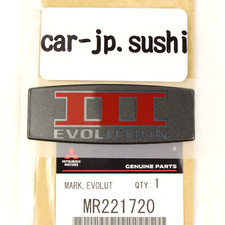 car-jp.sushi
III
EVOLUTION
MITSUBISHI
MOTORS
GENUINE PARTS
MARK, EVOLUT QTY: 1
MR221720